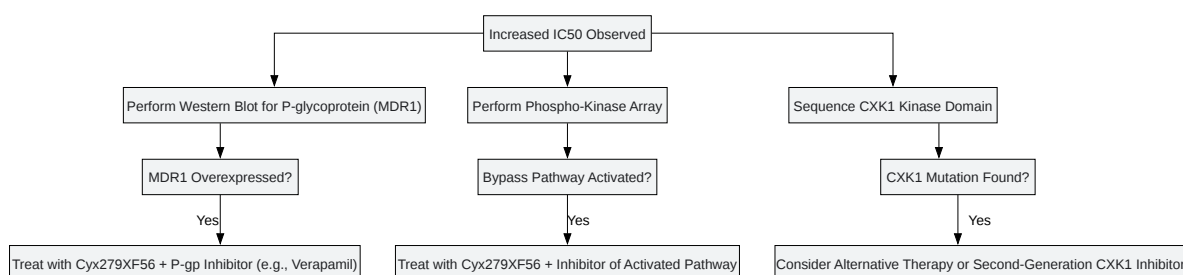 Increased IC50 Observed
Perform Western Blot for P-glycoprotein (MDR1)
Perform Phospho-Kinase Array
Sequence CXK1 Kinase Domain
MDR1 Overexpressed?
Bypass Pathway Activated?
CXK1 Mutation Found?
Yes
Yes
Yes
Treat with Cyx279XF56 + P-gp Inhibitor (e.g., Verapamil)
Treat with Cyx279XF56 + Inhibitor of Activated Pathway
Consider Alternative Therapy or Second-Generation CXK1 Inhibitor